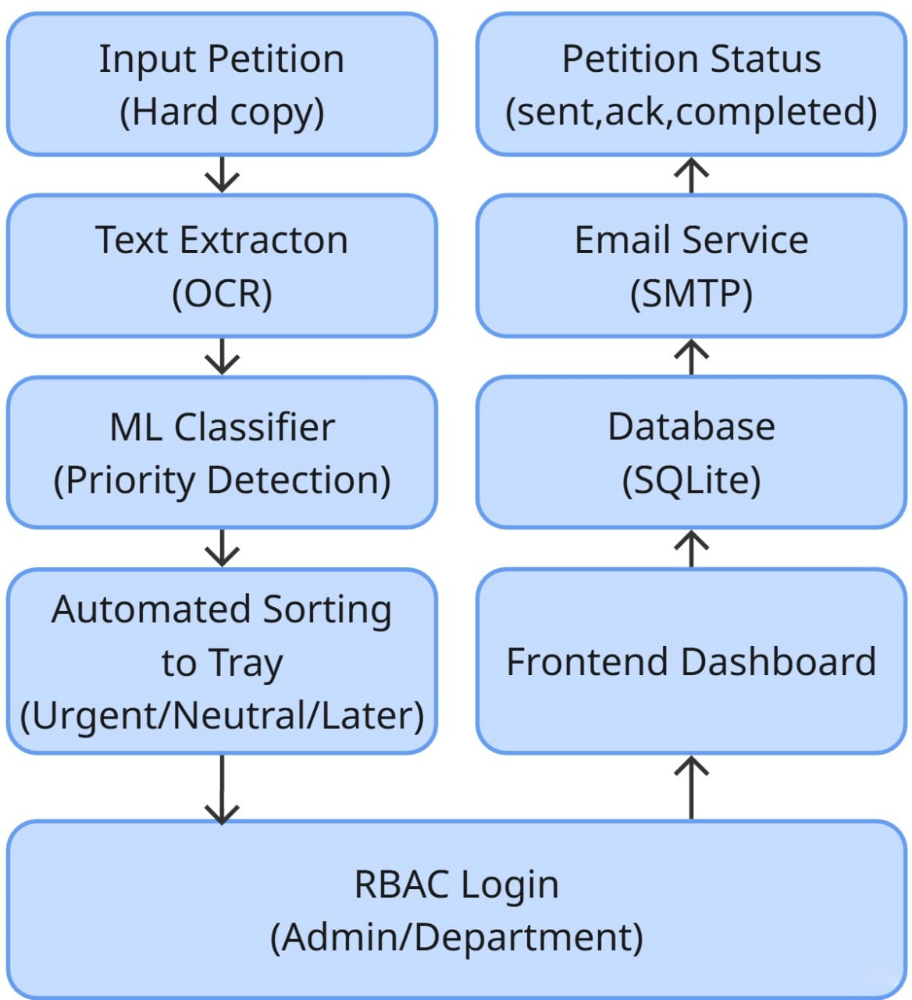 Input Petition
(Hard copy)
Text Extracton
(OCR)
ML Classifier
(Priority Detection)
Automated Sorting
to Tray
(Urgent/Neutral/Later)
RBAC Login
(Admin/Department)
Frontend Dashboard
Database
(SQLite)
Email Service
(SMTP)
Petition Status
(sent,ack,completed)